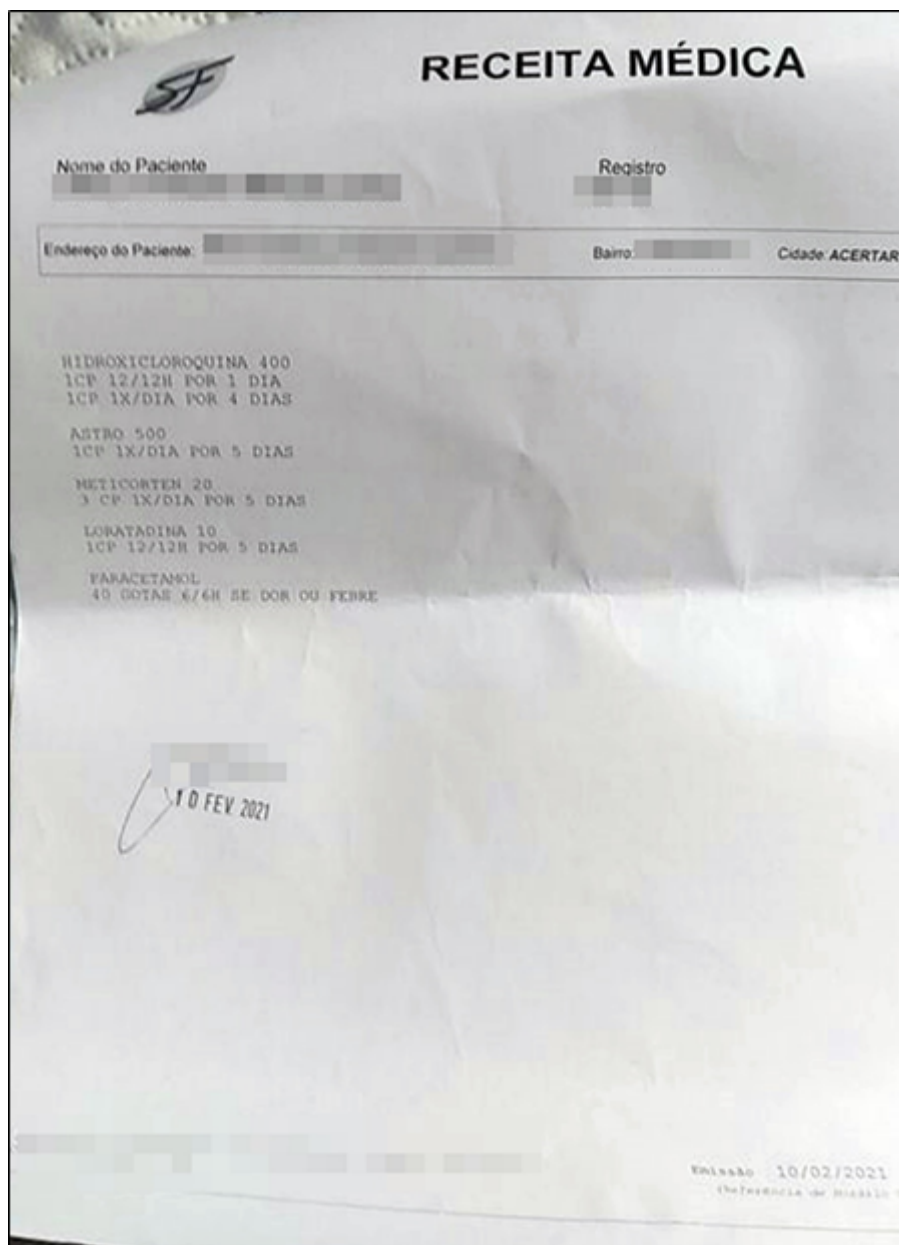 SF
RECEITA MÉDICA
Nome do Paciente
Registro
Endereço do Paciente:
Bairro:
Cidade: ACERTAR
HIDROXICLOROQUINA 400
1CP 12/12H POR 1 DIA
1CP 1X/DIA POR 4 DIAS
ASTRO 500
1CP 1X/DIA POR 5 DIAS
METICORTEN 20
3 CP 1X/DIA POR 5 DIAS
LORATADINA 10
1CP 12/12H POR 5 DIAS
PARACETAMOL
40 GOTAS 6/6H SE DOR OU FEBRE
10 FEV. 2021
Emissão 10/02/2021
(Referência de